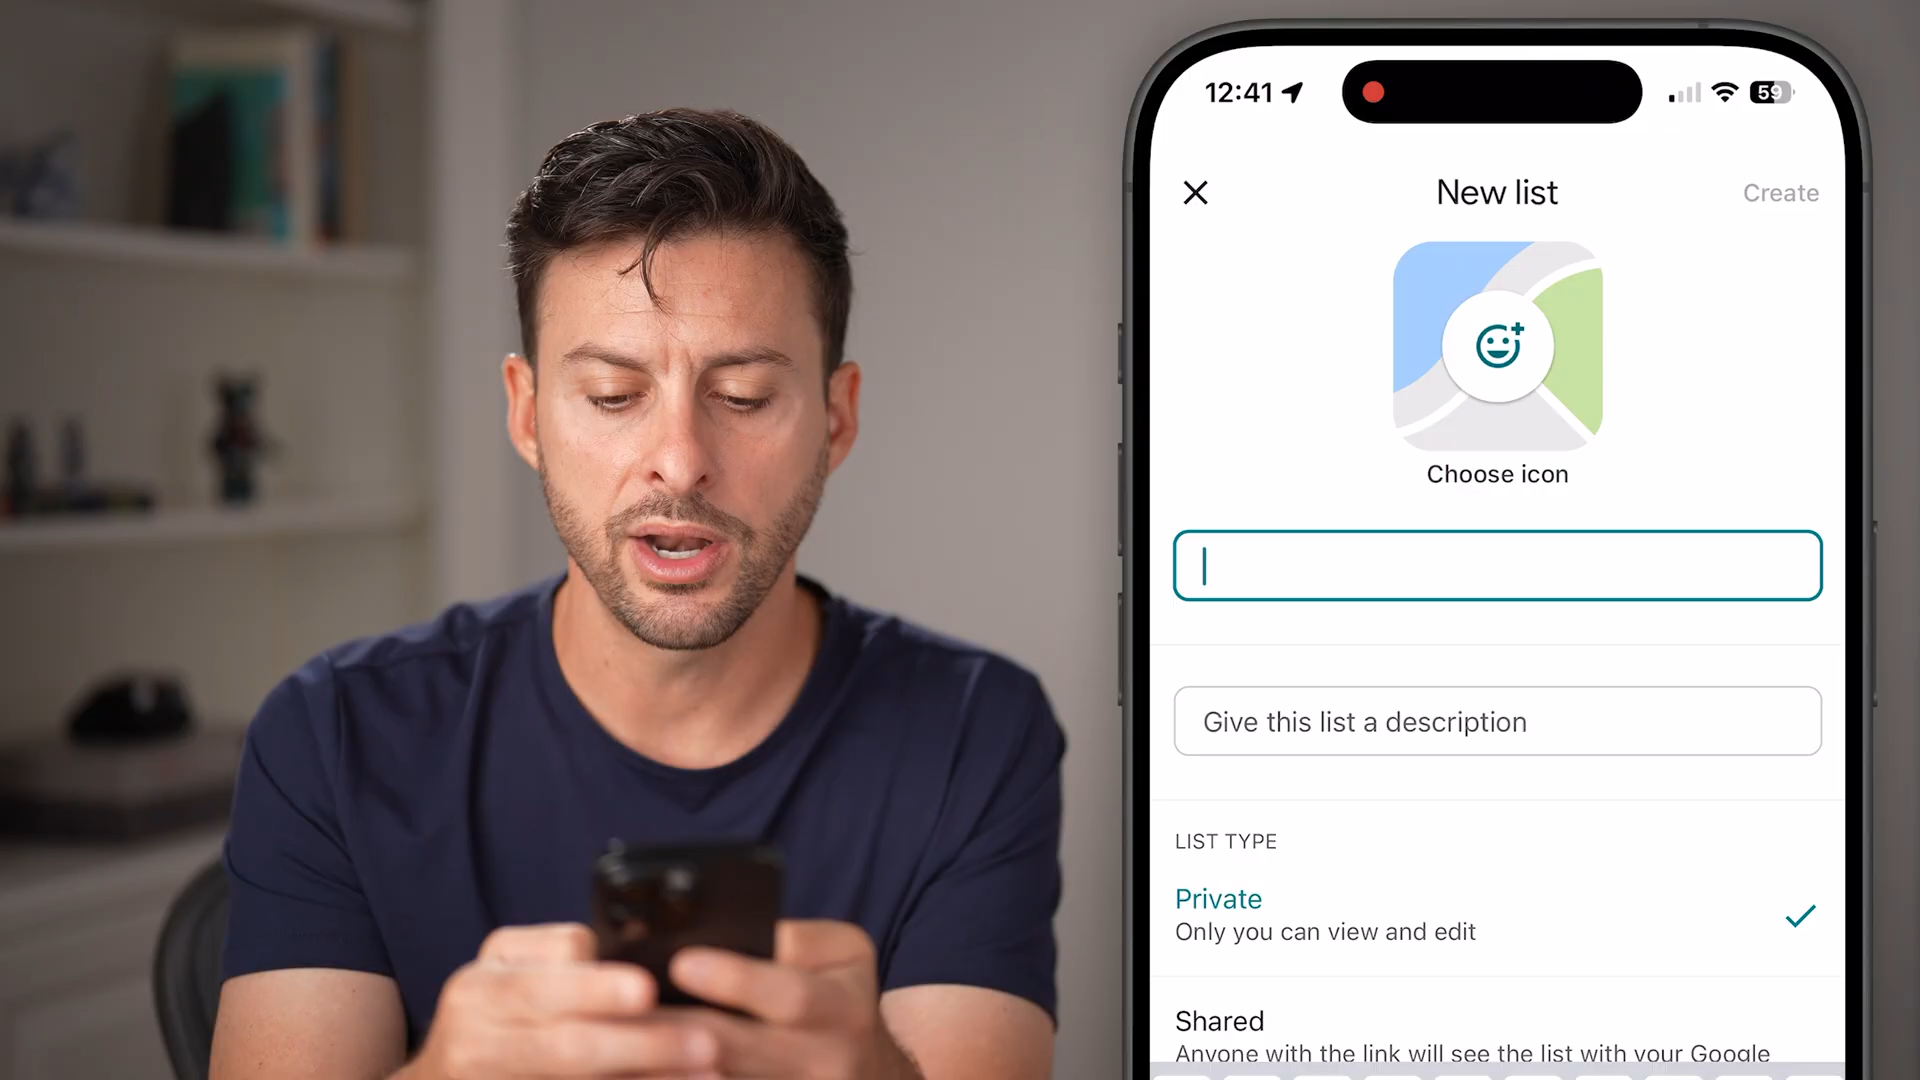 12:41
59
New list
Create
Choose icon
Give this list a description
LIST TYPE
Private
Only you can view and edit
Shared
Anyone with the link will see the list with your Google